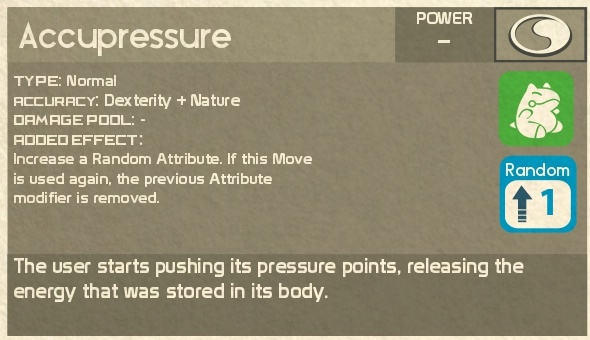 Accupressure
POWER
–
TYPE: Normal
ACCURACY: Dexterity + Nature
DAMAGE POOL: -
ADDED EFFECT:
Increase a Random Attribute. If this Move
is used again, the previous Attribute
modifier is removed.
Random
1
The user starts pushing its pressure points, releasing the
energy that was stored in its body.